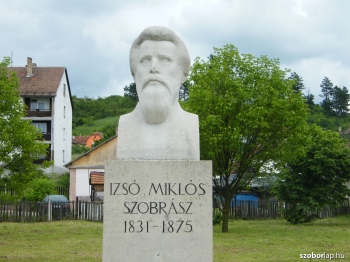 IZSÓ MIKLÓS
SZOBRÁSZ
1831-1875
szoborlap.hu